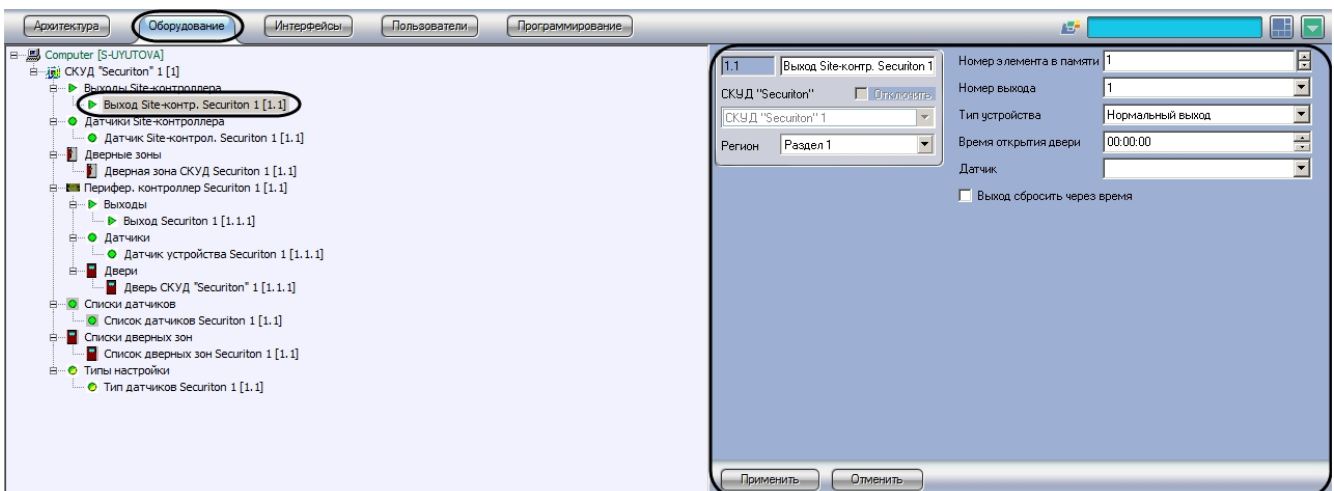 Архитектура Оборудование Интерфейсы Пользователи Программирование
Computer [S-UYUTOVA]
СКУД "Securiton" 1 [1]
Выходы Site-контроллера
Выход Site-контр. Securiton 1 [1.1]
Датчики Site-контроллера
Датчик Site-контрол. Securiton 1 [1.1]
Дверные зоны
Дверная зона СКУД Securiton 1 [1.1]
Перифер. контроллер Securiton 1 [1.1]
Выходы
Выход Securiton 1 [1.1.1]
Датчики
Датчик устройства Securiton 1 [1.1.1]
Двери
Дверь СКУД "Securiton" 1 [1.1.1]
Списки датчиков
Список датчиков Securiton 1 [1.1]
Списки дверных зон
Список дверных зон Securiton 1 [1.1]
Типы настройки
Тип датчиков Securiton 1 [1.1]
1.1 Выход Site-контр. Securiton 1
СКУД "Securiton" Отключить
СКУД "Securiton" 1
Регион Раздел 1
Номер элемента в памяти 1
Номер выхода 1
Тип устройства Нормальный выход
Время открытия двери 00:00:00
Датчик
Выход сбросить через время
Применить Отменить